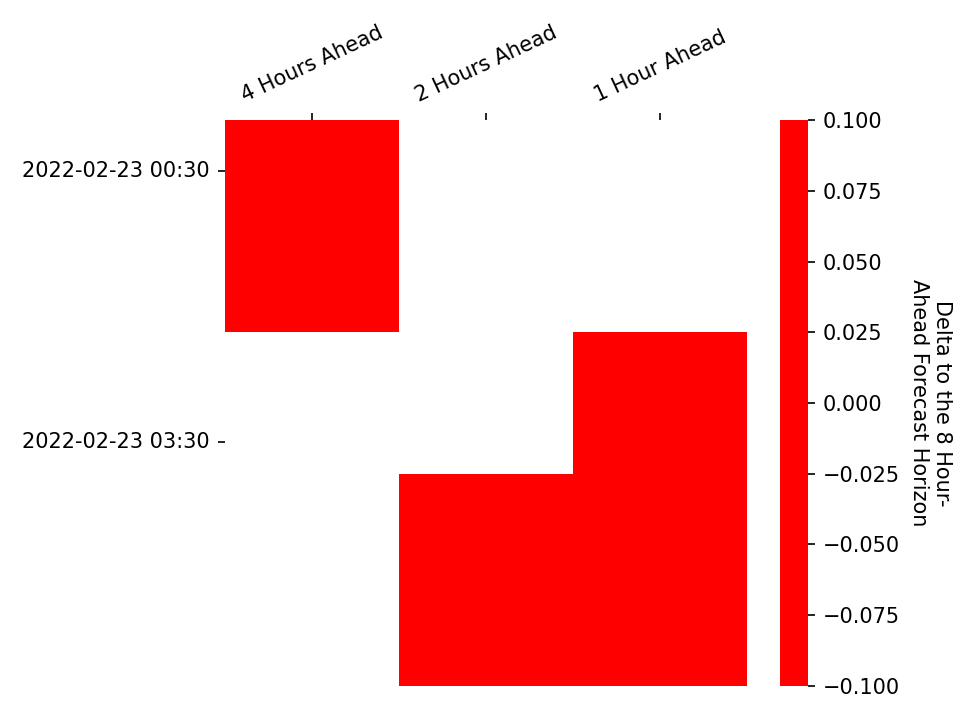 4 Hours Ahead
2 Hours Ahead
1 Hour Ahead
2022-02-23 00:30
2022-02-23 03:30
0.100
0.075
0.050
0.025
0.000
−0.025
−0.050
−0.075
−0.100
Delta to the 8 Hour-
Ahead Forecast Horizon